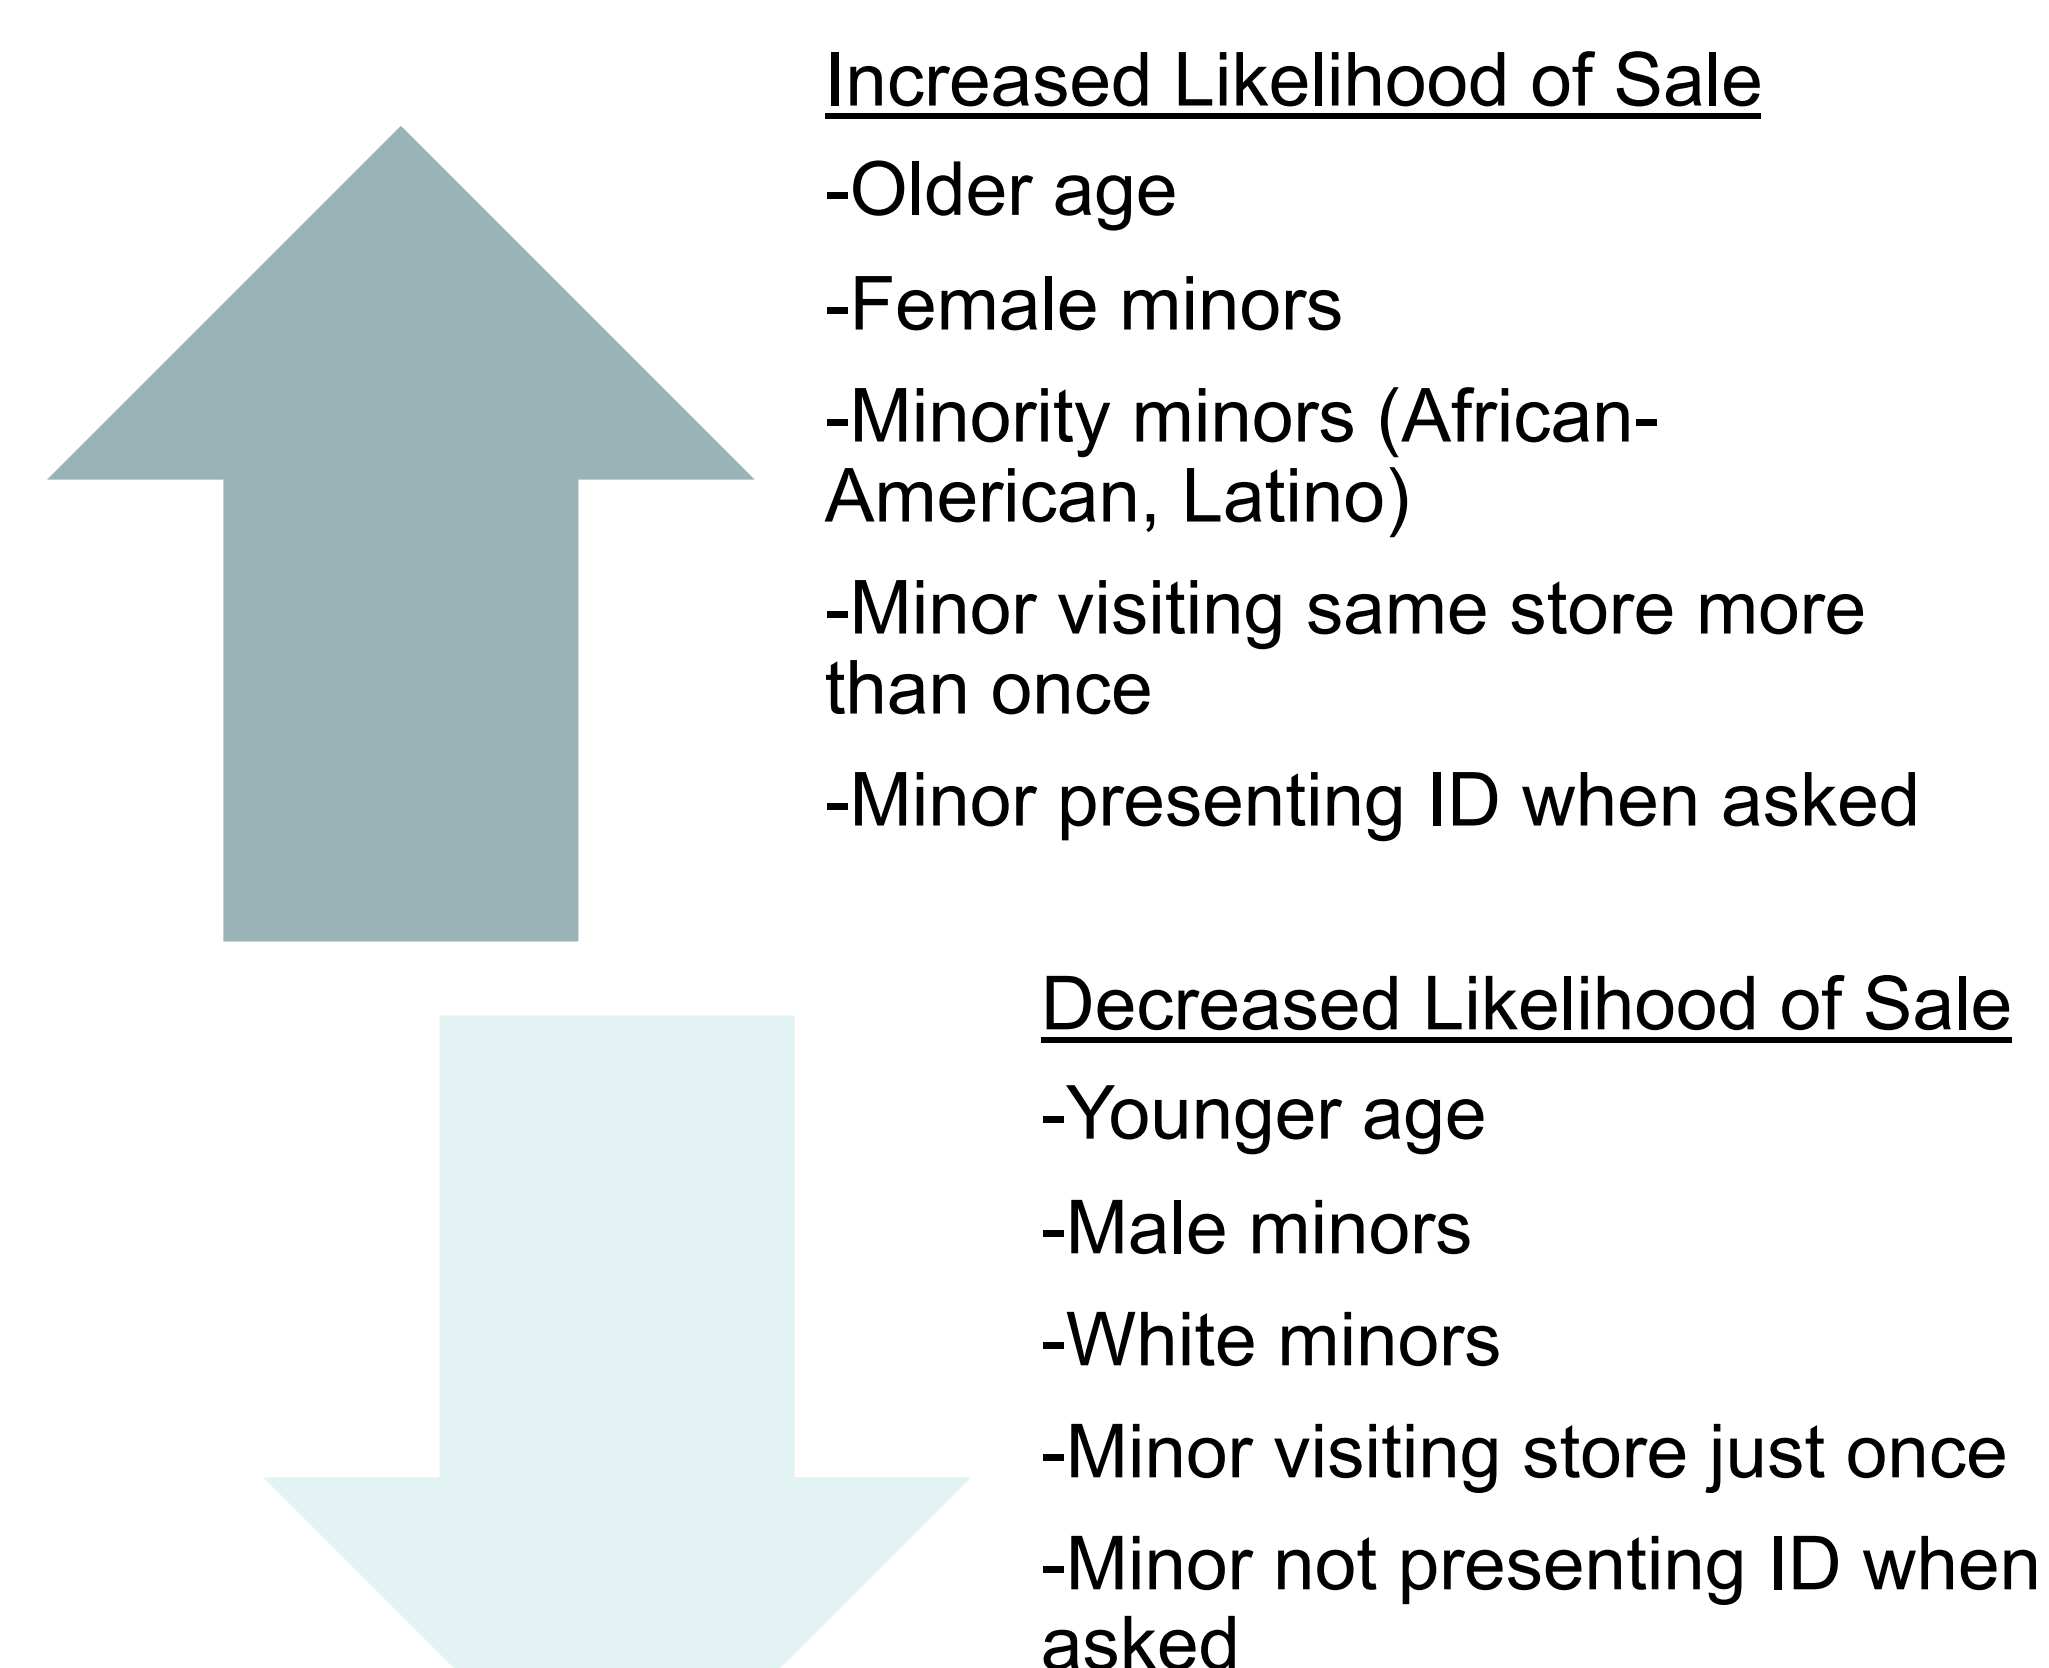 Increased Likelihood of Sale
-Older age
-Female minors
-Minority minors (African-
American, Latino)
-Minor visiting same store more
than once
-Minor presenting ID when asked
Decreased Likelihood of Sale
-Younger age
-Male minors
-White minors
-Minor visiting store just once
-Minor not presenting ID when
asked